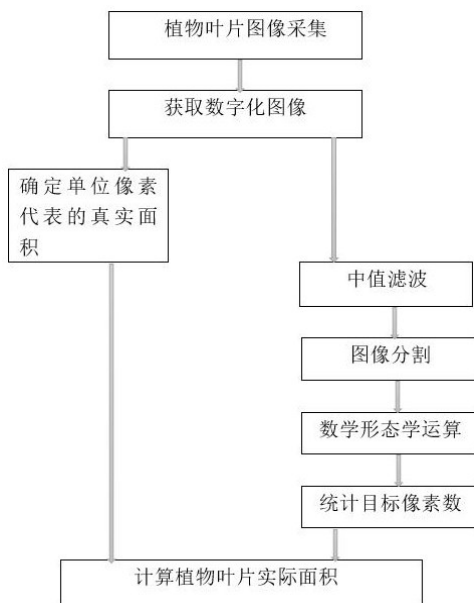 植物叶片图像采集
获取数字化图像
确定单位像素
代表的真实面
积
中值滤波
图像分割
数学形态学运算
统计目标像素数
计算植物叶片实际面积